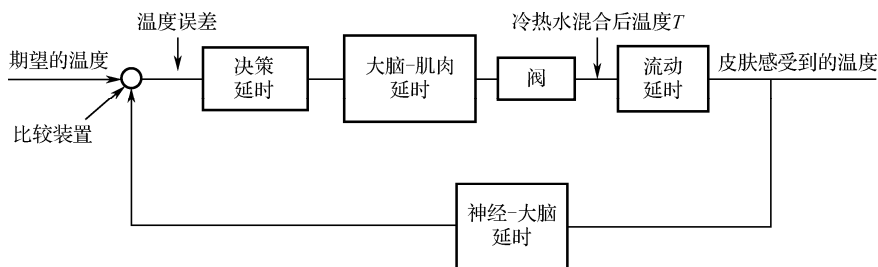 温度误差
冷热水混合后温度T
期望的温度
决策
延时
大脑-肌肉
延时
阀
流动
延时
皮肤感受到的温度
比较装置
神经-大脑
延时